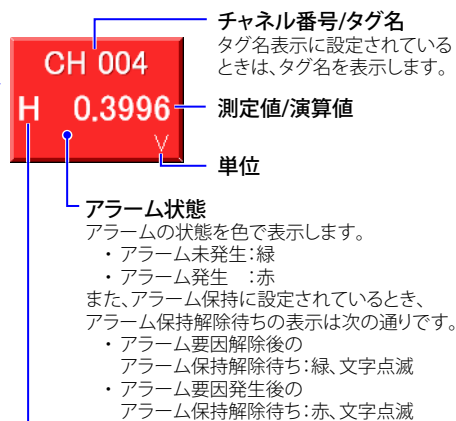 チャネル番号/タグ名
タグ名表示に設定されている
ときは、タグ名を表示します。
CH 004
H 0.3996
測定値/演算値
V
単位
アラーム状態
アラームの状態を色で表示します。
・ アラーム未発生：緑
・ アラーム発生 ：赤
また、アラーム保持に設定されているとき、
アラーム保持解除待ちの表示は次の通りです。
・ アラーム要因解除後の
アラーム保持解除待ち：緑、文字点滅
・ アラーム要因発生後の
アラーム保持解除待ち：赤、文字点滅